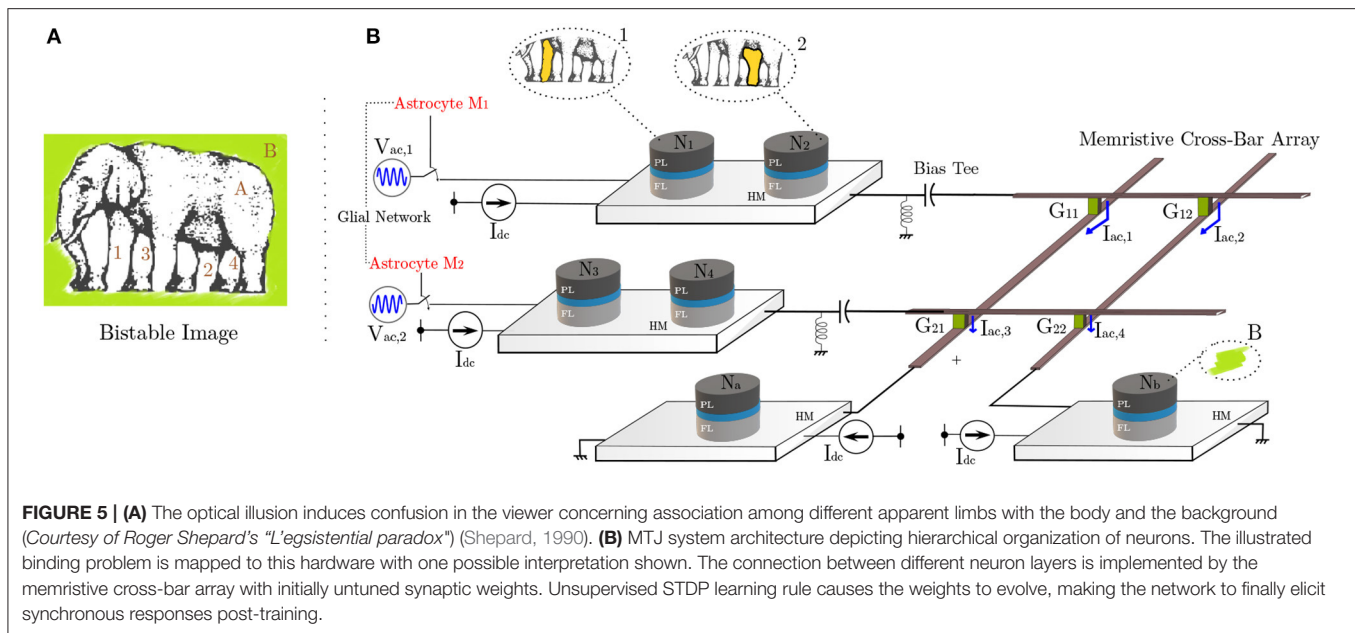 A
B
A
B
1
3
2
4
Bistable Image
1
2
Astrocyte M1
Vac,1
Glial Network
Idc
N1
PL
FL
N2
PL
FL
HM
Bias Tee
Memristive Cross-Bar Array
G11
Iac,1
G12
Iac,2
Astrocyte M2
Vac,2
Idc
N3
PL
FL
N4
PL
FL
HM
G21
Iac,3
G22
Iac,4
+
Na
PL
FL
HM
Idc
Idc
Nb
PL
FL
HM
B
FIGURE 5 | (A) The optical illusion induces confusion in the viewer concerning association among different apparent limbs with the body and the background
(Courtesy of Roger Shepard's "L'egsistential paradox") (Shepard, 1990). (B) MTJ system architecture depicting hierarchical organization of neurons. The illustrated
binding problem is mapped to this hardware with one possible interpretation shown. The connection between different neuron layers is implemented by the
memristive cross-bar array with initially untuned synaptic weights. Unsupervised STDP learning rule causes the weights to evolve, making the network to finally elicit
synchronous responses post-training.